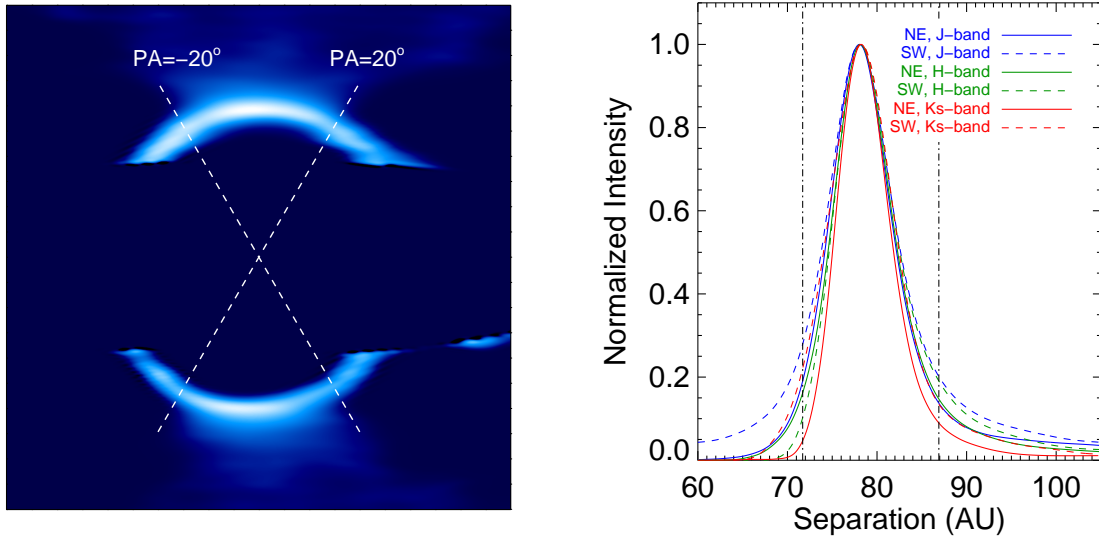 PA=−20°
PA=20°
NE, J−band
SW, J−band
NE, H−band
SW, H−band
NE, Ks−band
SW, Ks−band
Normalized Intensity
1.0
0.8
0.6
0.4
0.2
0.0
60 70 80 90 100
Separation (AU)